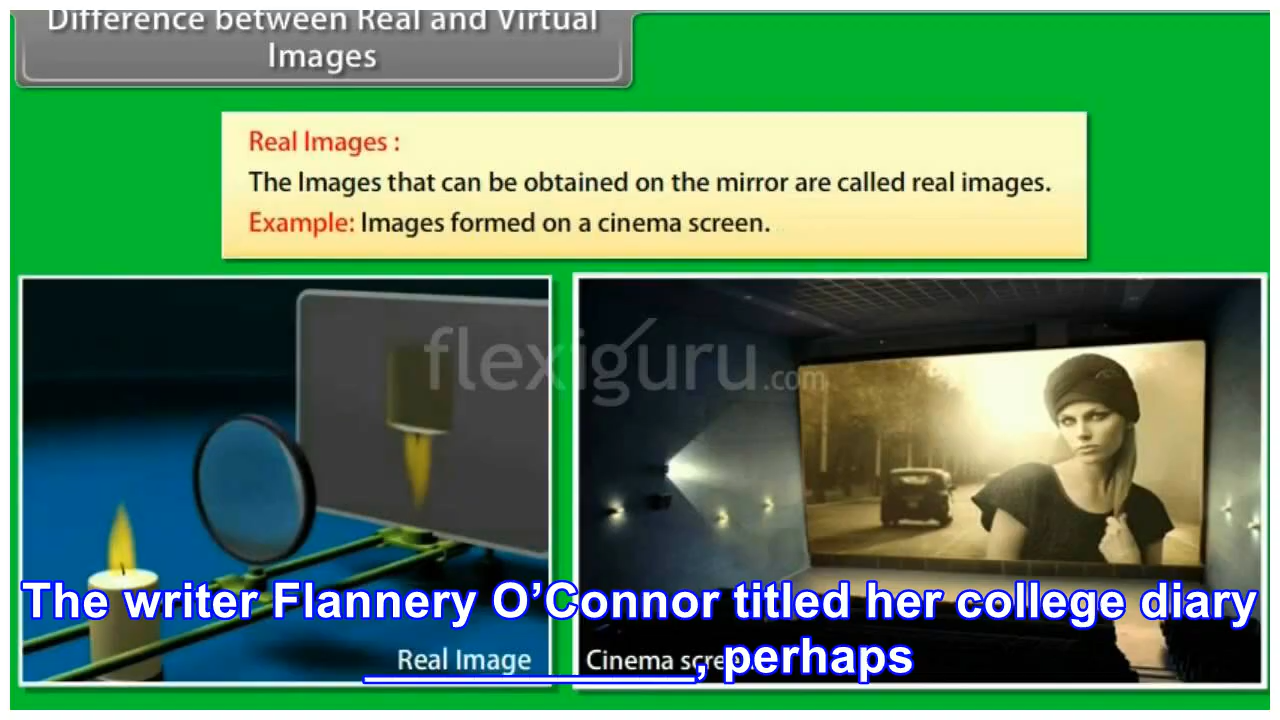 Difference between Real and Virtual
Images
Real Images :
The Images that can be obtained on the mirror are called real images.
Example: Images formed on a cinema screen.
flexiguru.com
Real Image
Cinema screen
The writer Flannery O’Connor titled her college diary
______________, perhaps